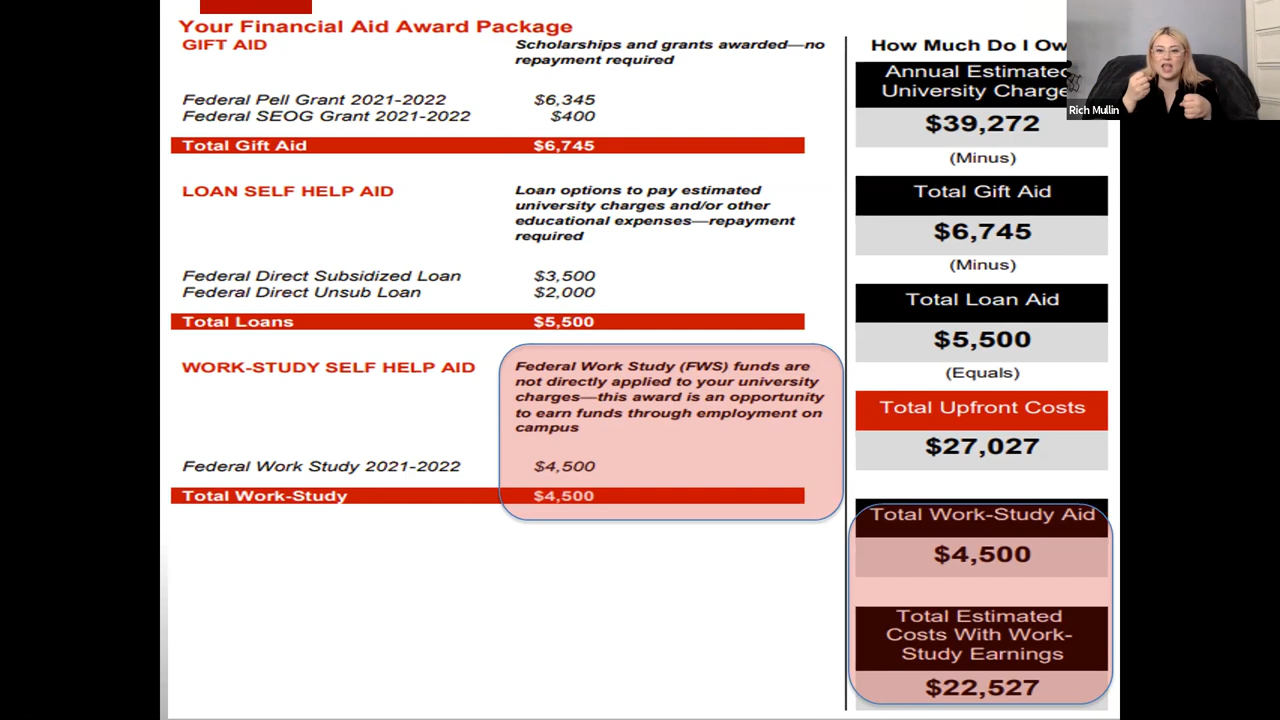 Your Financial Aid Award Package
GIFT AID
Scholarships and grants awarded—no
repayment required
Federal Pell Grant 2021-2022 $6,345
Federal SEOG Grant 2021-2022 $400
Total Gift Aid $6,745
LOAN SELF HELP AID
Loan options to pay estimated
university charges and/or other
educational expenses—repayment
required
Federal Direct Subsidized Loan $3,500
Federal Direct Unsub Loan $2,000
Total Loans $5,500
WORK-STUDY SELF HELP AID
Federal Work Study (FWS) funds are
not directly applied to your university
charges—this award is an opportunity
to earn funds through employment on
campus
Federal Work Study 2021-2022 $4,500
Total Work-Study $4,500
How Much Do I Ow
Annual Estimated
University Charge
$39,272
(Minus)
Total Gift Aid
$6,745
(Minus)
Total Loan Aid
$5,500
(Equals)
Total Upfront Costs
$27,027
Total Work-Study Aid
$4,500
Total Estimated
Costs With Work-
Study Earnings
$22,527
Rich Mullin